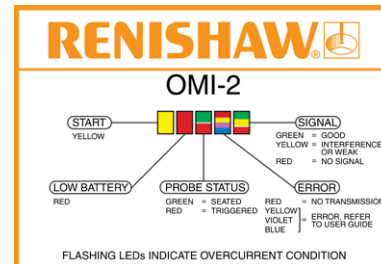 RENISHAW
OMI-2
START
YELLOW
SIGNAL
GREEN = GOOD
YELLOW = INTERFERENCE OR WEAK
RED = NO SIGNAL
LOW BATTERY
RED
PROBE STATUS
GREEN = SEATED
RED = TRIGGERED
ERROR
RED = NO TRANSMISSION
YELLOW
VIOLET = ERROR, REFER
BLUE TO USER GUIDE
FLASHING LEDs INDICATE OVERCURRENT CONDITION